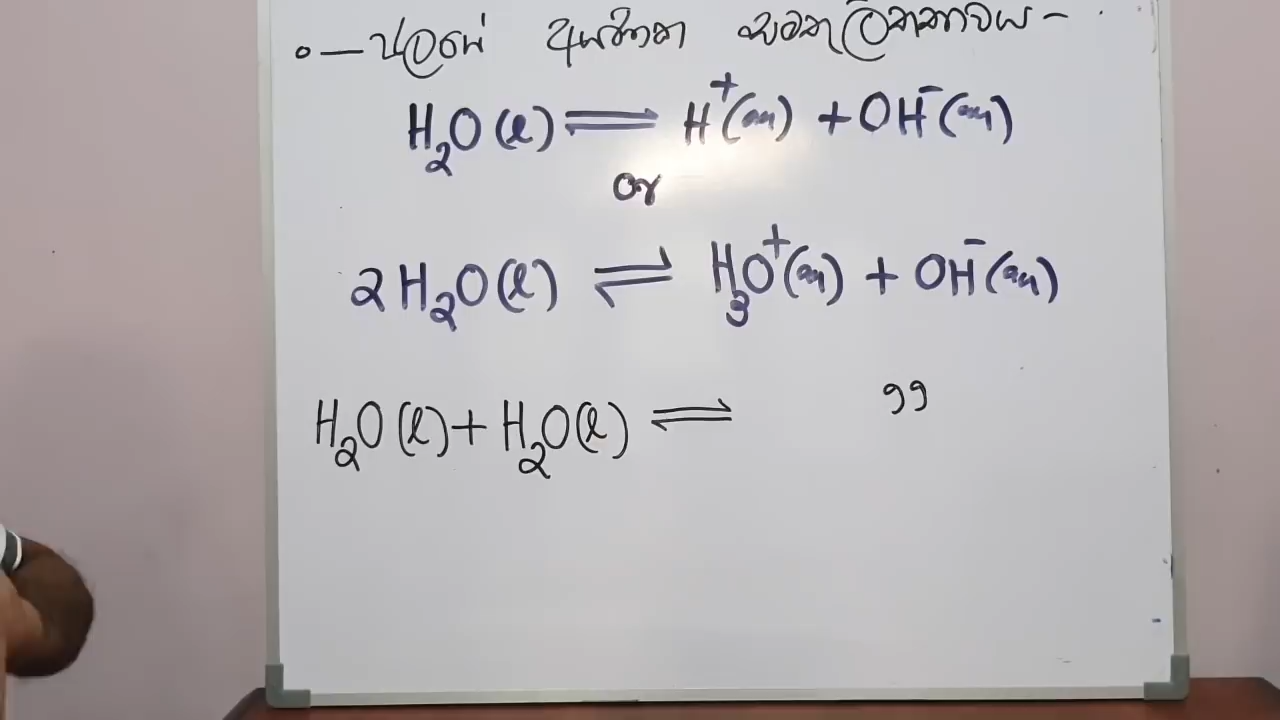 - ජලයේ අයනික සමතුලිතතාවය -
H₂O(l) ⇌ H⁺(aq) + OH⁻(aq)
or
2H₂O(l) ⇌ H₃O⁺(aq) + OH⁻(aq)
H₂O(l) + H₂O(l) ⇌ ,,